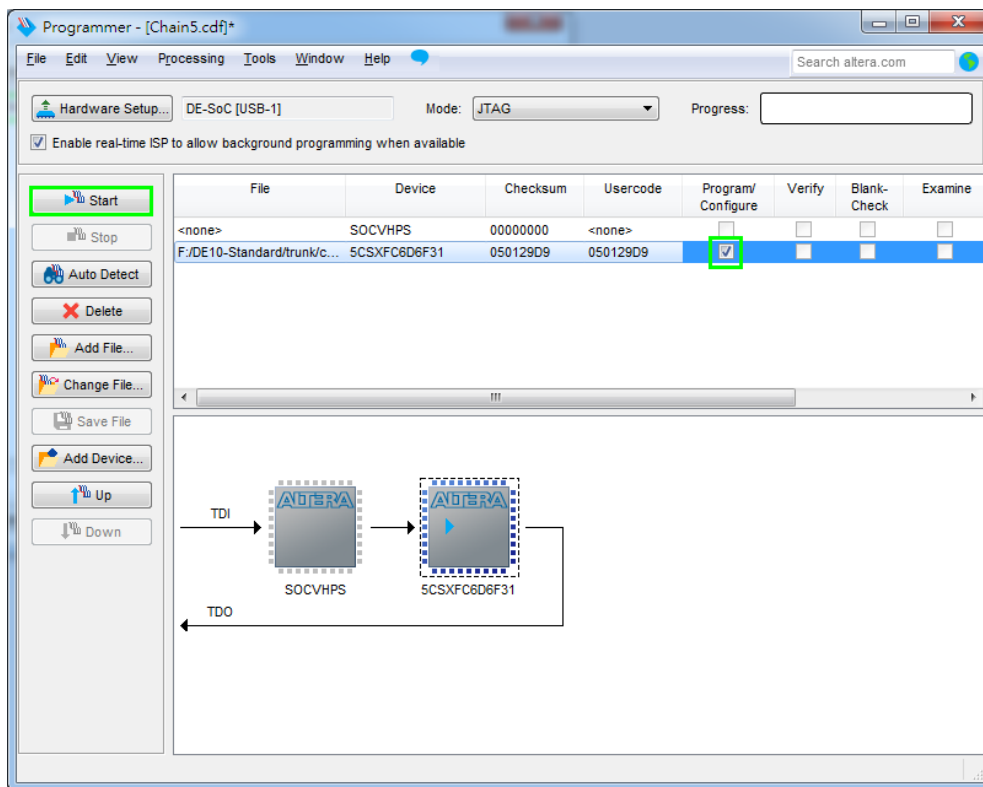 Programmer - [Chain5.cdf]*
File Edit View Processing Tools Window Help
Search altera.com
Hardware Setup... DE-SoC [USB-1] Mode: JTAG Progress:
Enable real-time ISP to allow background programming when available
Start
Stop
Auto Detect
Delete
Add File...
Change File...
Save File
Add Device...
Up
Down
File Device Checksum Usercode Program/ Verify Blank- Examine
Configure Check
<none> SOCVHPS 00000000 <none>
F:/DE10-Standard/trunk/c... 5CSXFC6D6F31 050129D9 050129D9
TDI
ALTERA
ALTERA
SOCVHPS
5CSXFC6D6F31
TDO